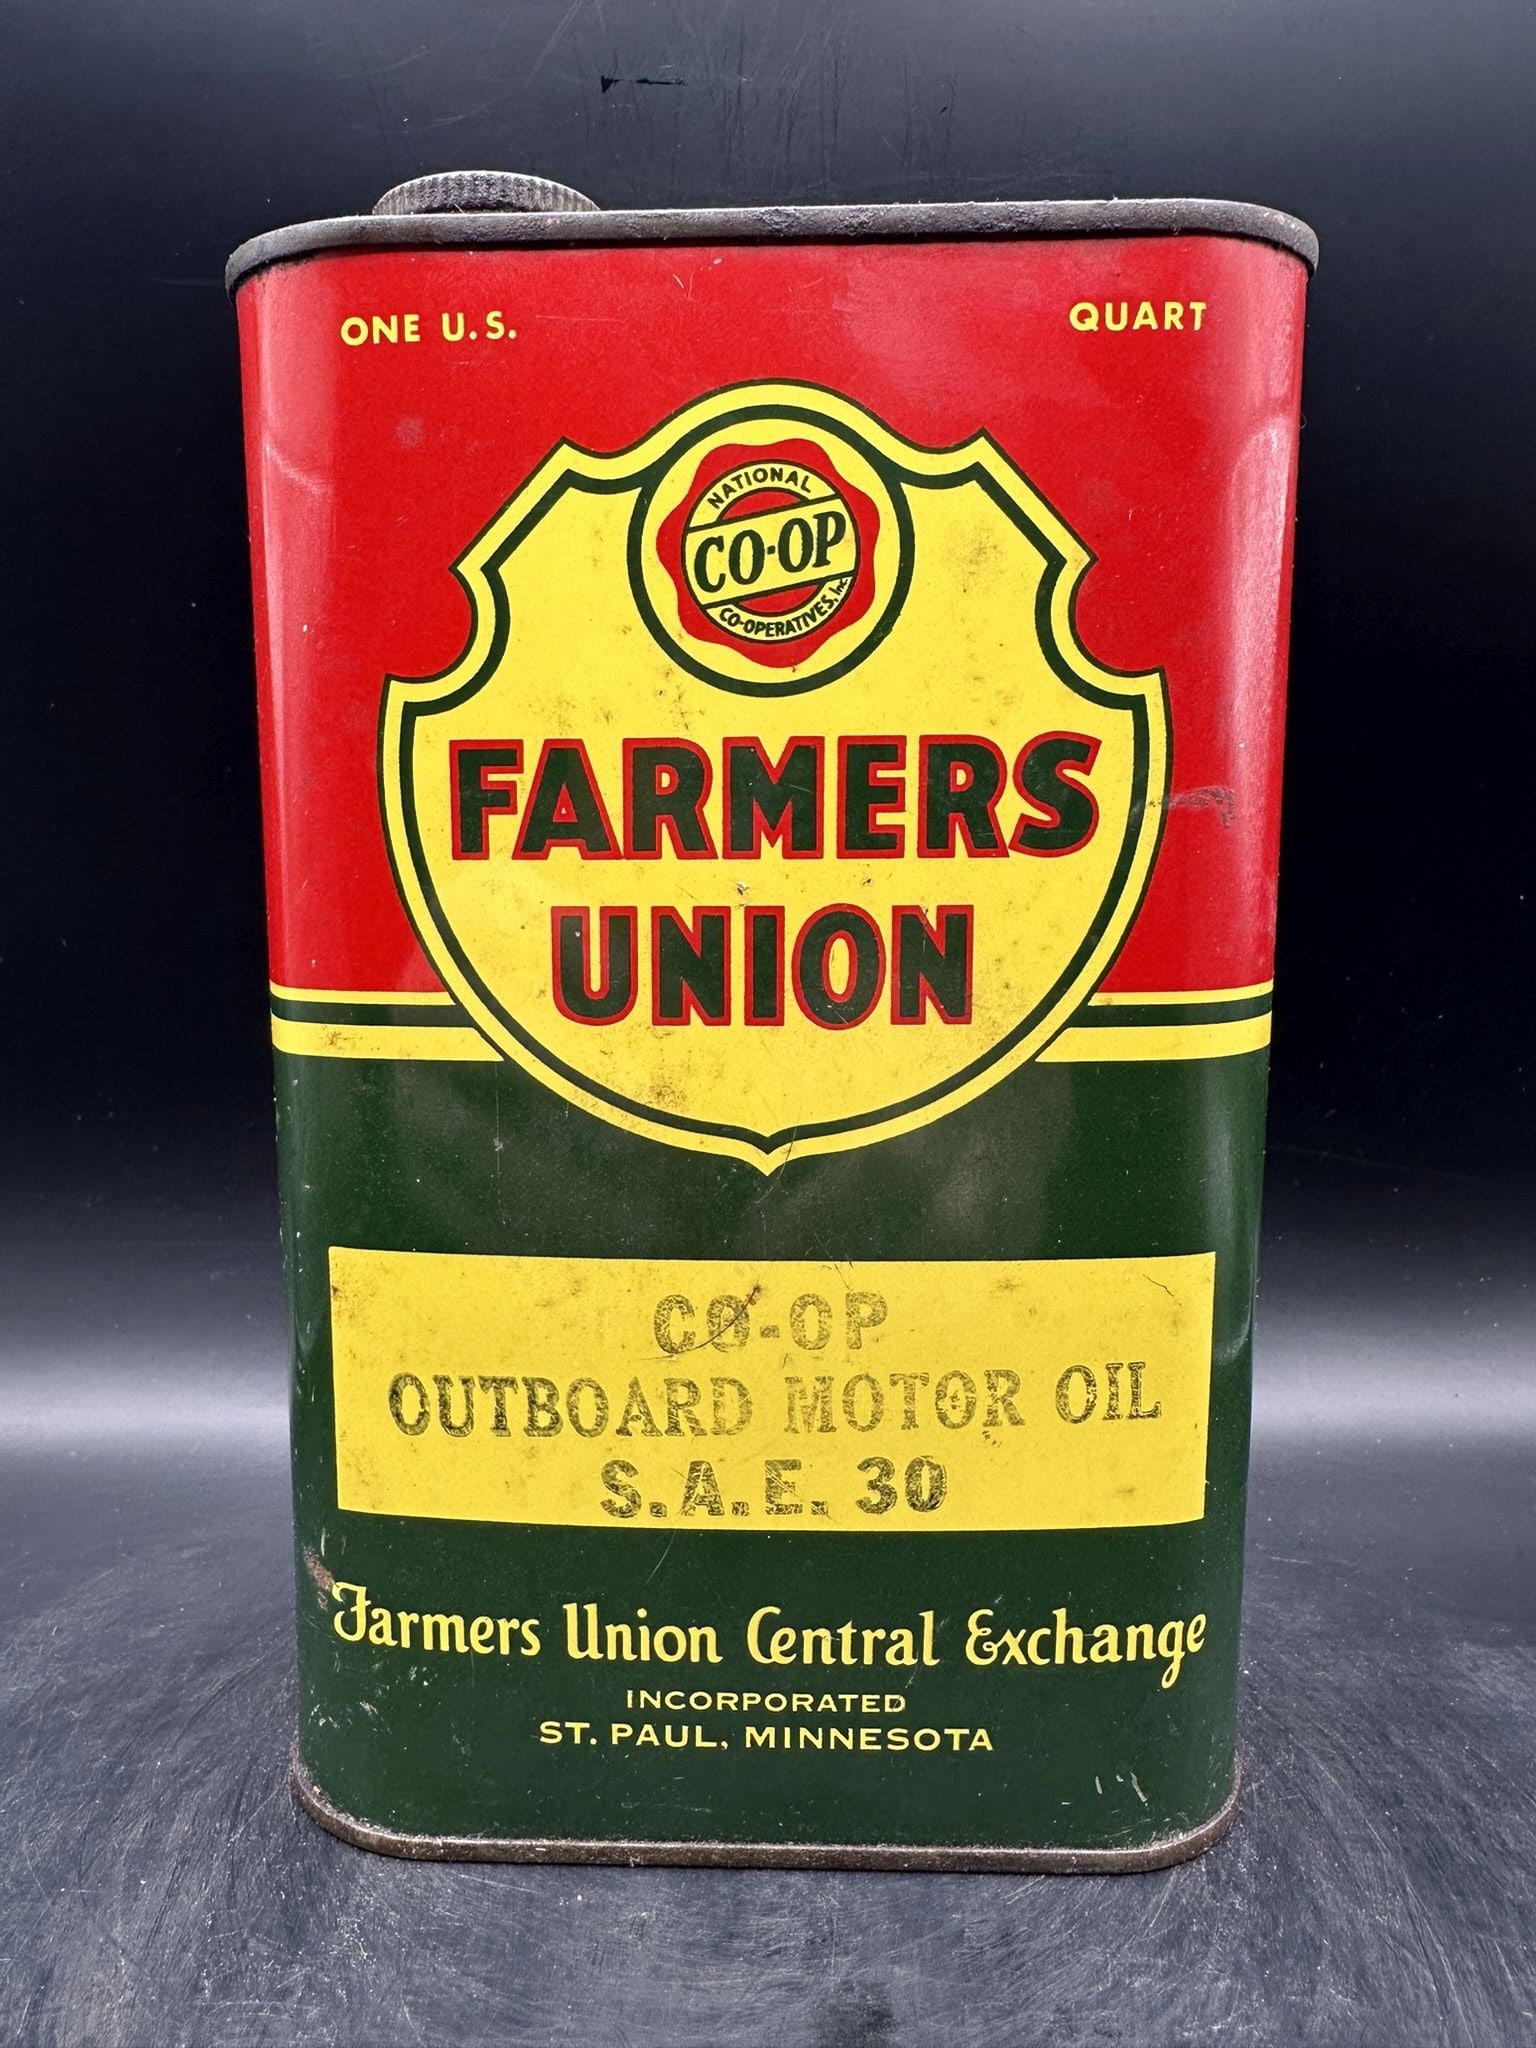 ONE U.S. QUART
NATIONAL
CO-OP
CO-OPERATIVES, Inc.
FARMERS
UNION
CO-OP
OUTBOARD MOTOR OIL
S.A.E. 30
Farmers Union Central Exchange
INCORPORATED
ST. PAUL, MINNESOTA